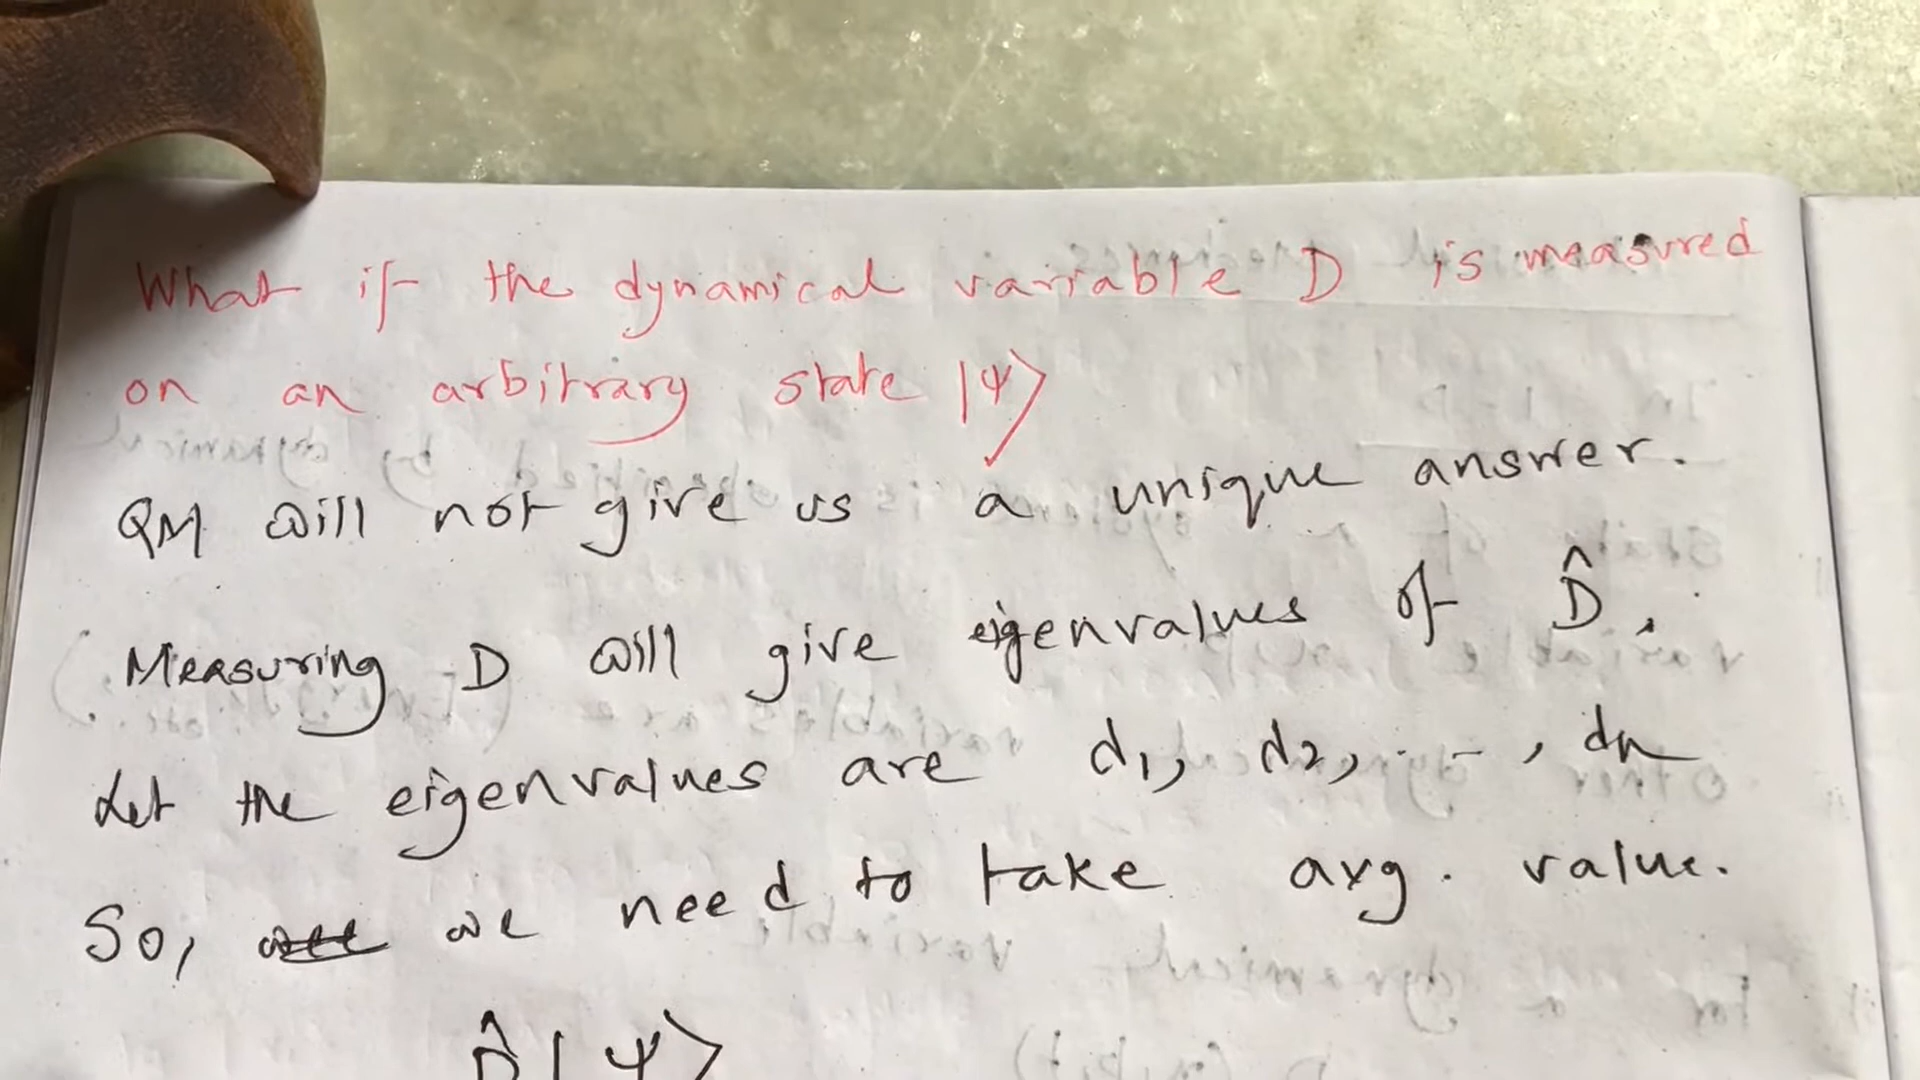 What if the dynamical variable D is measured
on an arbitrary state |ψ⟩
QM will not give us a unique answer.
Measuring D will give eigenvalues of D̂.
Let the eigenvalues are d1, d2, ..., dn
So, we need to take avg. value.
D̂|ψ⟩